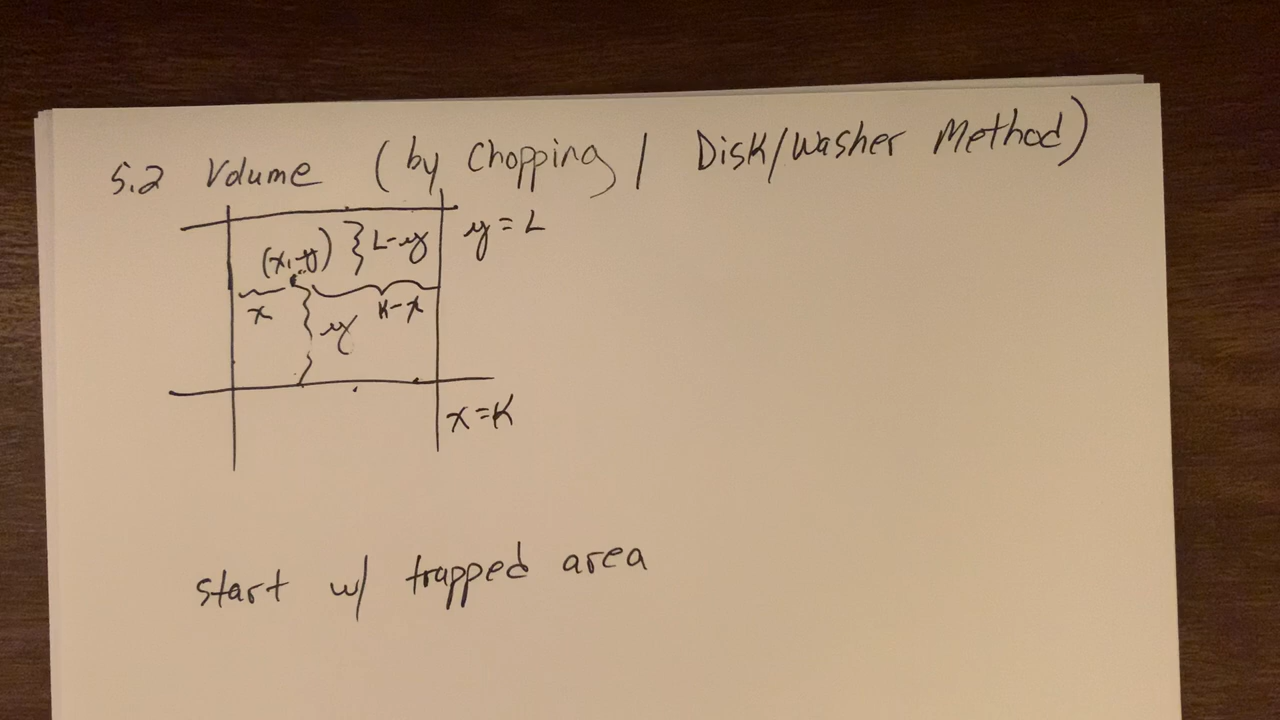 5.2 Volume (by Chopping / Disk/Washer Method)
y = L
(x, y) } L-y
x
K-x
y
x=K
start w/ trapped area